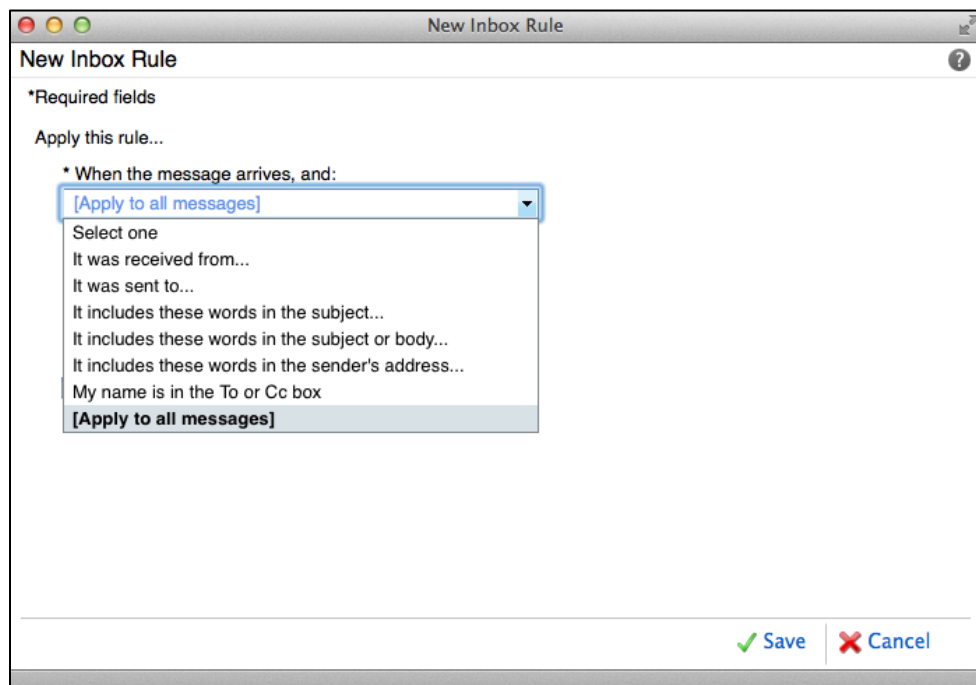 New Inbox Rule
New Inbox Rule
*Required fields
Apply this rule...
* When the message arrives, and:
[Apply to all messages]
Select one
It was received from...
It was sent to...
It includes these words in the subject...
It includes these words in the subject or body...
It includes these words in the sender's address...
My name is in the To or Cc box
[Apply to all messages]
Save
Cancel